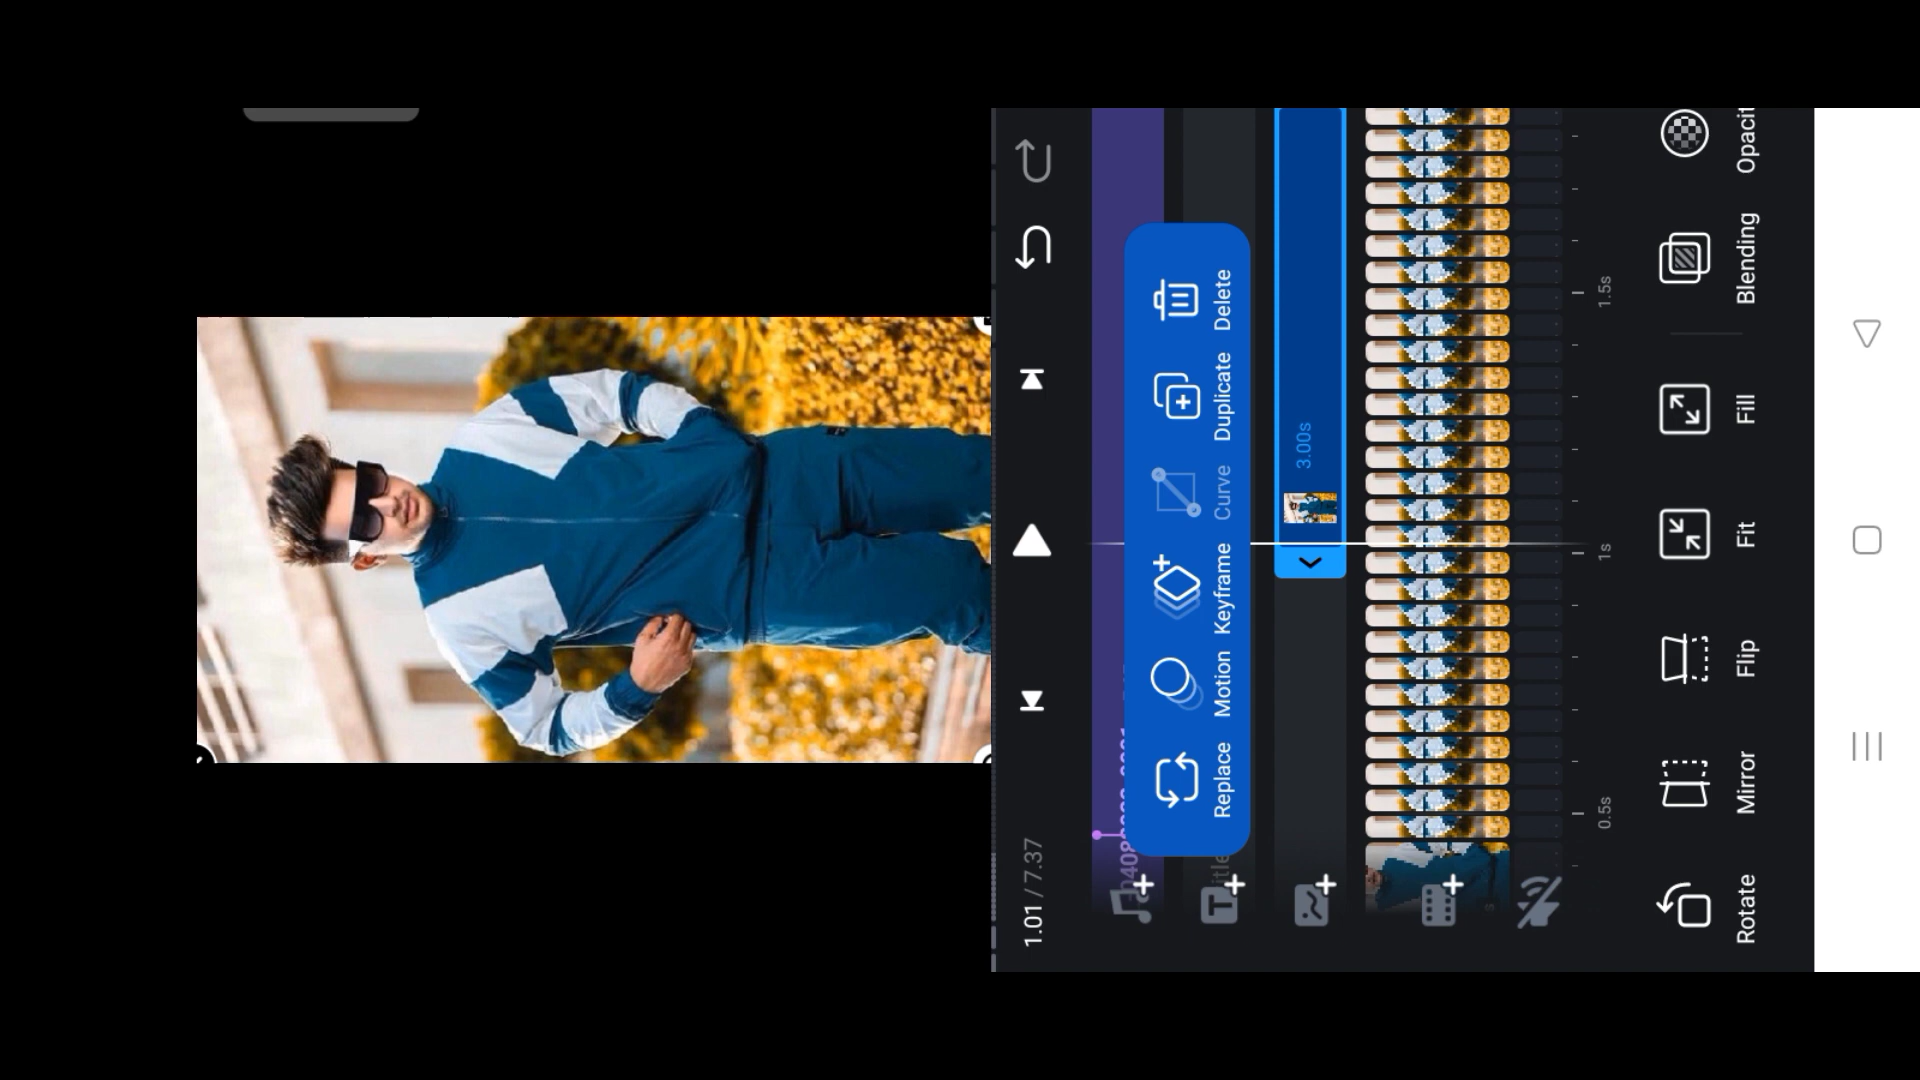 1.01 / 7.37
Replace
Motion
Keyframe
Curve
Duplicate
Delete
3.00s
0.5s
1s
1.5s
Rotate
Mirror
Flip
Fit
Fill
Blending